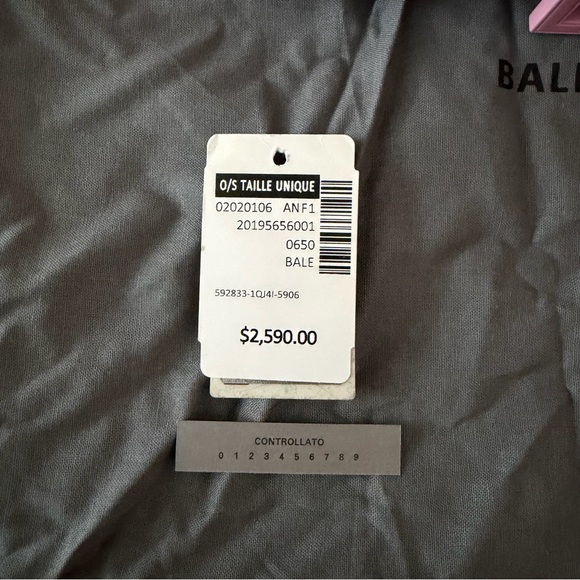 BALE
O/S TAILLE UNIQUE
02020106 ANF1
20195656001
0650
BALE
592833-1QJ4!-5906
$2,590.00
CONTROLLATO
0 1 2 3 4 5 6 7 8 9